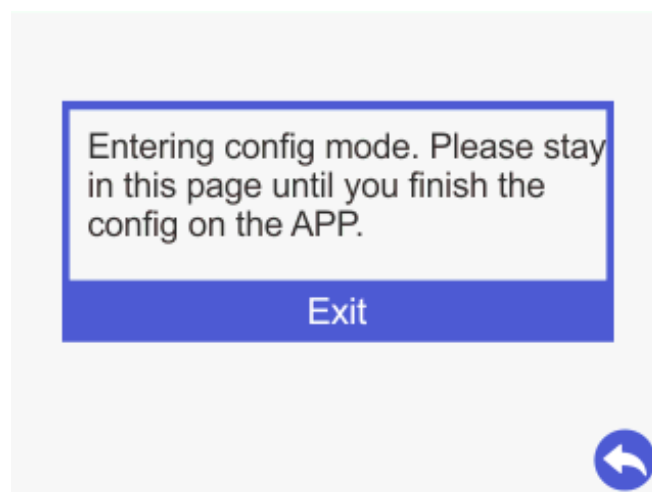 Entering config mode. Please stay
in this page until you finish the
config on the APP.
Exit